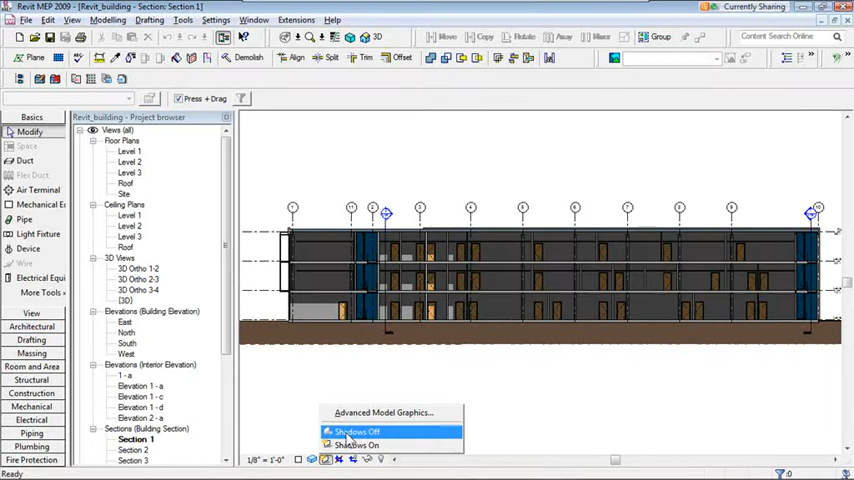 Revit MEP 2009 - [Revit_building - Section: Section 1]
Currently Sharing
File Edit View Modelling Drafting Tools Settings Window Extensions Help
3D
Move Copy Rotate Array Mirror Group
Content Search Online
Plane
Demolish Align Split Trim Offset
Press + Drag
Basics
Modify
Space
Duct
Flex Duct
Air Terminal
Mechanical E
Pipe
Light Fixture
Device
Wire
Electrical Equi
More Tools
View
Architectural
Drafting
Massing
Room and Area
Structural
Construction
Mechanical
Electrical
Piping
Plumbing
Fire Protection
Revit_building - Project browser
Views (all)
Floor Plans
Level 1
Level 2
Level 3
Roof
Site
Ceiling Plans
Level 1
Level 2
Level 3
Roof
3D Views
3D Ortho 1-2
3D Ortho 2-3
3D Ortho 3-4
{3D}
Elevations (Building Elevation)
East
North
South
West
Elevations (Interior Elevation)
1 - a
Elevation 1 - a
Elevation 1 - c
Elevation 1 - d
Elevation 2 - a
Sections (Building Section)
Section 1
Section 2
Section 3
1 11 2 3 5 6 7 8 9 10
Advanced Model Graphics...
Shadows Off
Shadows On
1/8" = 1'-0"
Ready
:0